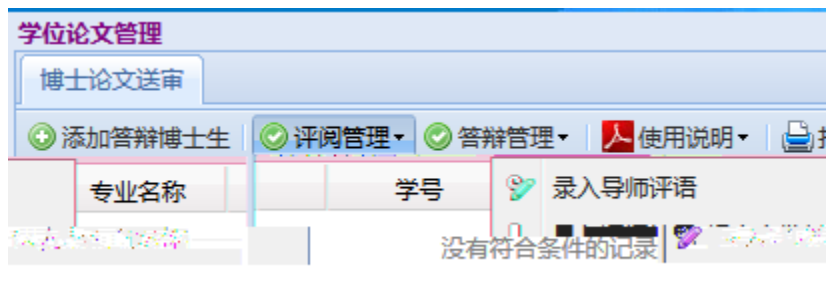 学位论文管理
博士论文送审
添加答辩博士生 评阅管理 答辩管理 使用说明
专业名称 学号 录入导师评语
没有符合条件的记录